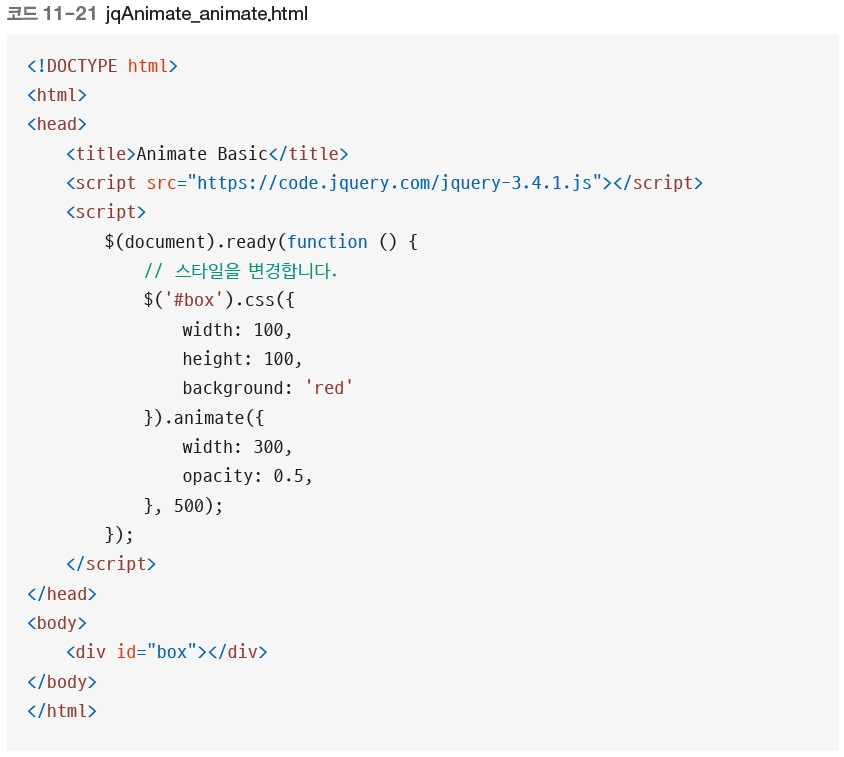 코드 11-21 jqAnimate_animate.html
<!DOCTYPE html>
<html>
<head>
    <title>Animate Basic</title>
    <script src="https://code.jquery.com/jquery-3.4.1.js"></script>
    <script>
        $(document).ready(function () {
            // 스타일을 변경합니다.
            $('#box').css({
                width: 100,
                height: 100,
                background: 'red'
            }).animate({
                width: 300,
                opacity: 0.5,
            }, 500);
        });
    </script>
</head>
<body>
    <div id="box"></div>
</body>
</html>